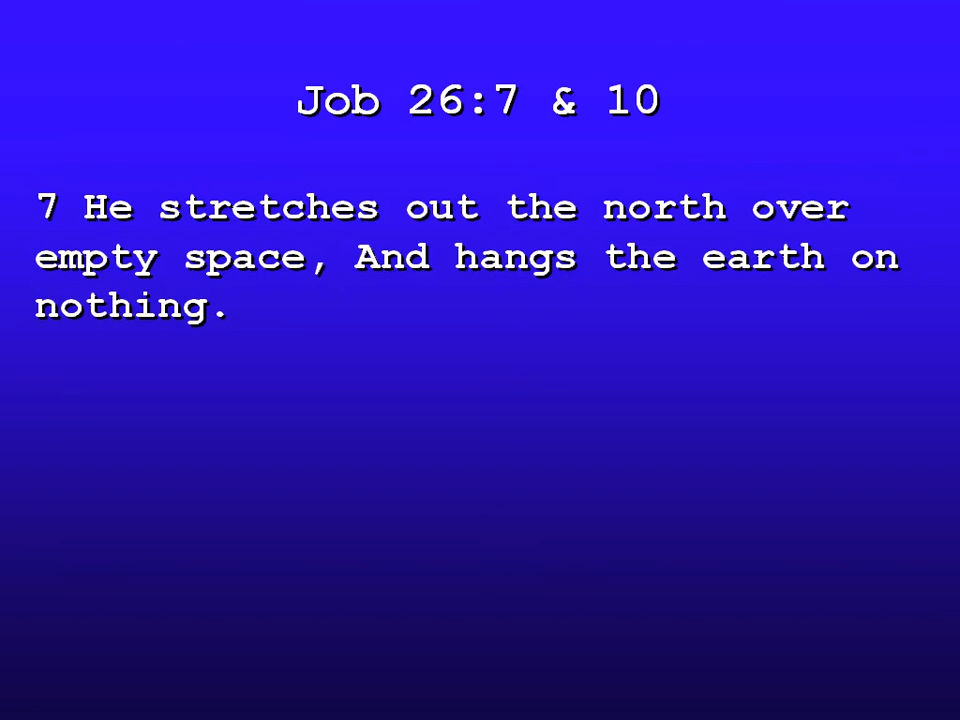 Job 26:7 & 10
7 He stretches out the north over
empty space, And hangs the earth on
nothing.